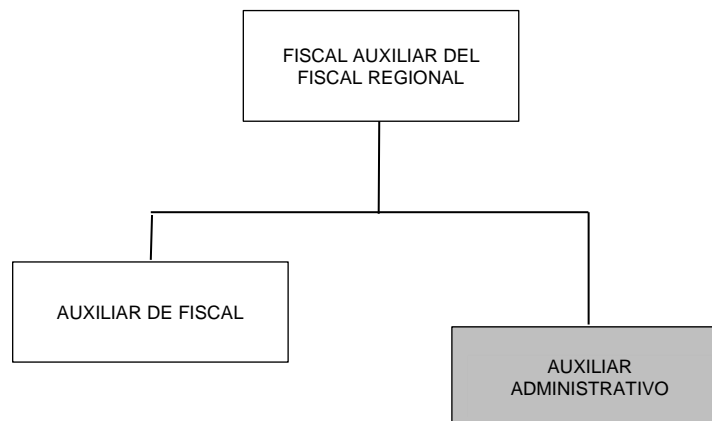 FISCAL AUXILIAR DEL
FISCAL REGIONAL
AUXILIAR DE FISCAL
AUXILIAR
ADMINISTRATIVO